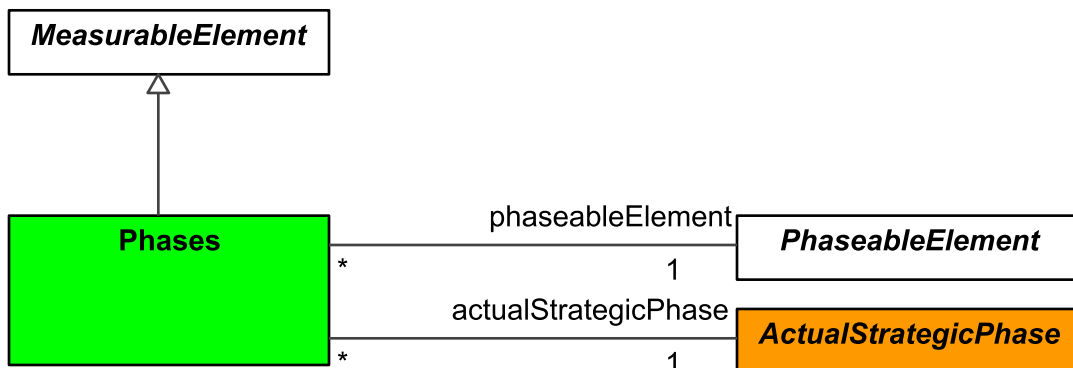 MeasurableElement
Phases
phaseableElement
PhaseableElement
* 1
actualStrategicPhase
ActualStrategicPhase
* 1